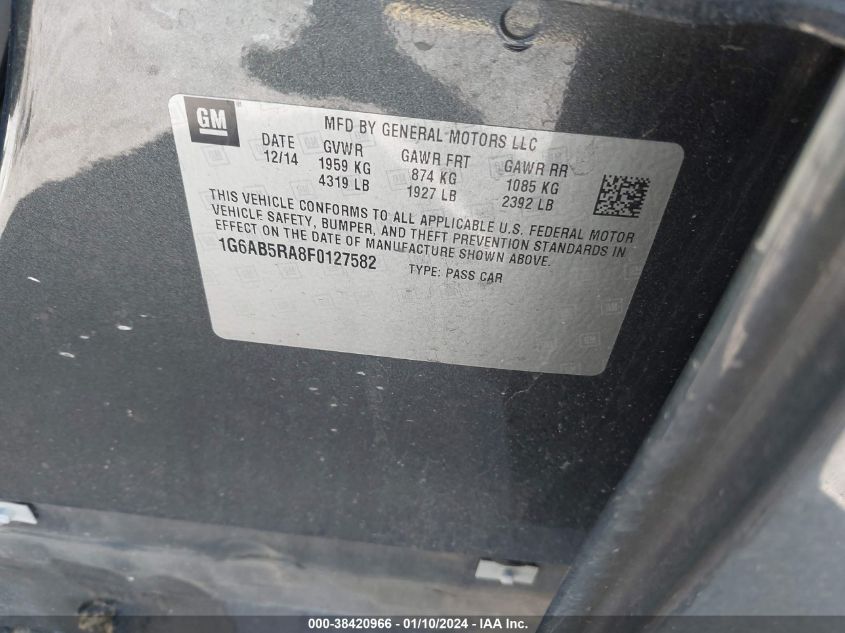 GM
MFD BY GENERAL MOTORS LLC
DATE GVWR GAWR FRT GAWR RR
12/14 1959 KG 874 KG 1085 KG
4319 LB 1927 LB 2392 LB
THIS VEHICLE CONFORMS TO ALL APPLICABLE U.S. FEDERAL MOTOR
VEHICLE SAFETY, BUMPER, AND THEFT PREVENTION STANDARDS IN
EFFECT ON THE DATE OF MANUFACTURE SHOWN ABOVE.
1G6AB5RA8F0127582 TYPE: PASS CAR
000-38420966 - 01/10/2024 - IAA Inc.